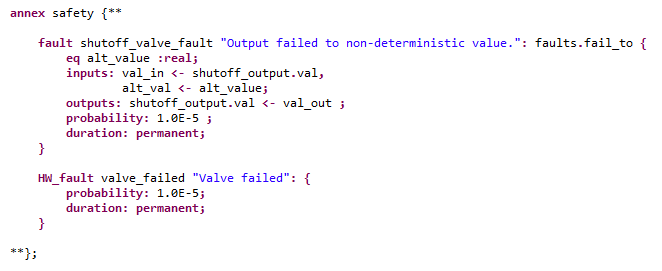 annex safety {**
fault shutoff_valve_fault "Output failed to non-deterministic value.": faults.fail_to {
eq alt_value :real;
inputs: val_in <- shutoff_output.val,
alt_val <- alt_value;
outputs: shutoff_output.val <- val_out ;
probability: 1.0E-5 ;
duration: permanent;
}
HW_fault valve_failed "Valve failed": {
probability: 1.0E-5;
duration: permanent;
}
**};